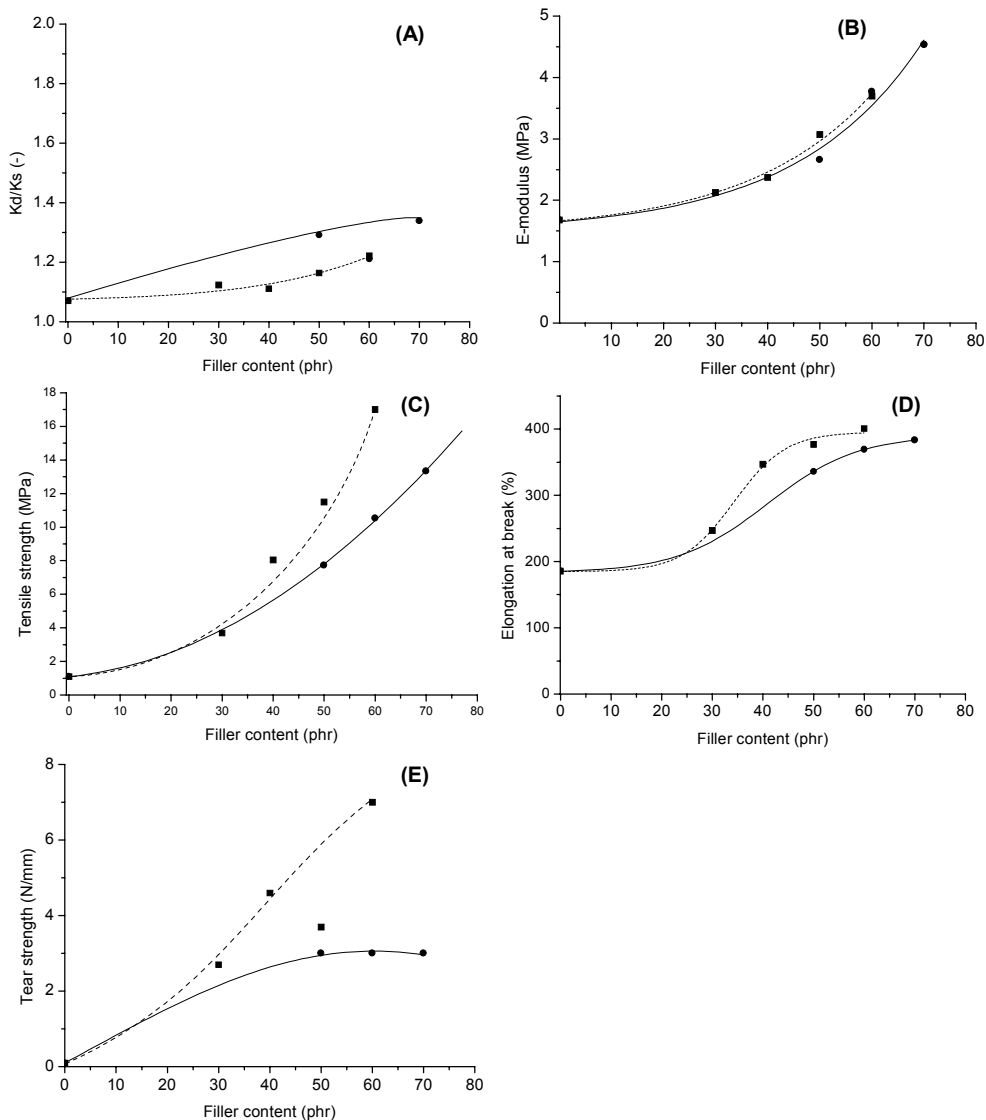 (A)
Kd/Ks (-)
2.0
1.8
1.6
1.4
1.2
1.0
0 10 20 30 40 50 60 70 80
Filler content (phr)
(B)
E-modulus (MPa)
5
4
3
2
1
0
10 20 30 40 50 60 70 80
Filler content (phr)
(C)
Tensile strength (MPa)
18
16
14
12
10
8
6
4
2
0
0 10 20 30 40 50 60 70 80
Filler content (phr)
(D)
Elongation at break (%)
400
300
200
100
0
0 10 20 30 40 50 60 70 80
Filler content (phr)
(E)
Tear strength (N/mm)
8
6
4
2
0
0 10 20 30 40 50 60 70 80
Filler content (phr)